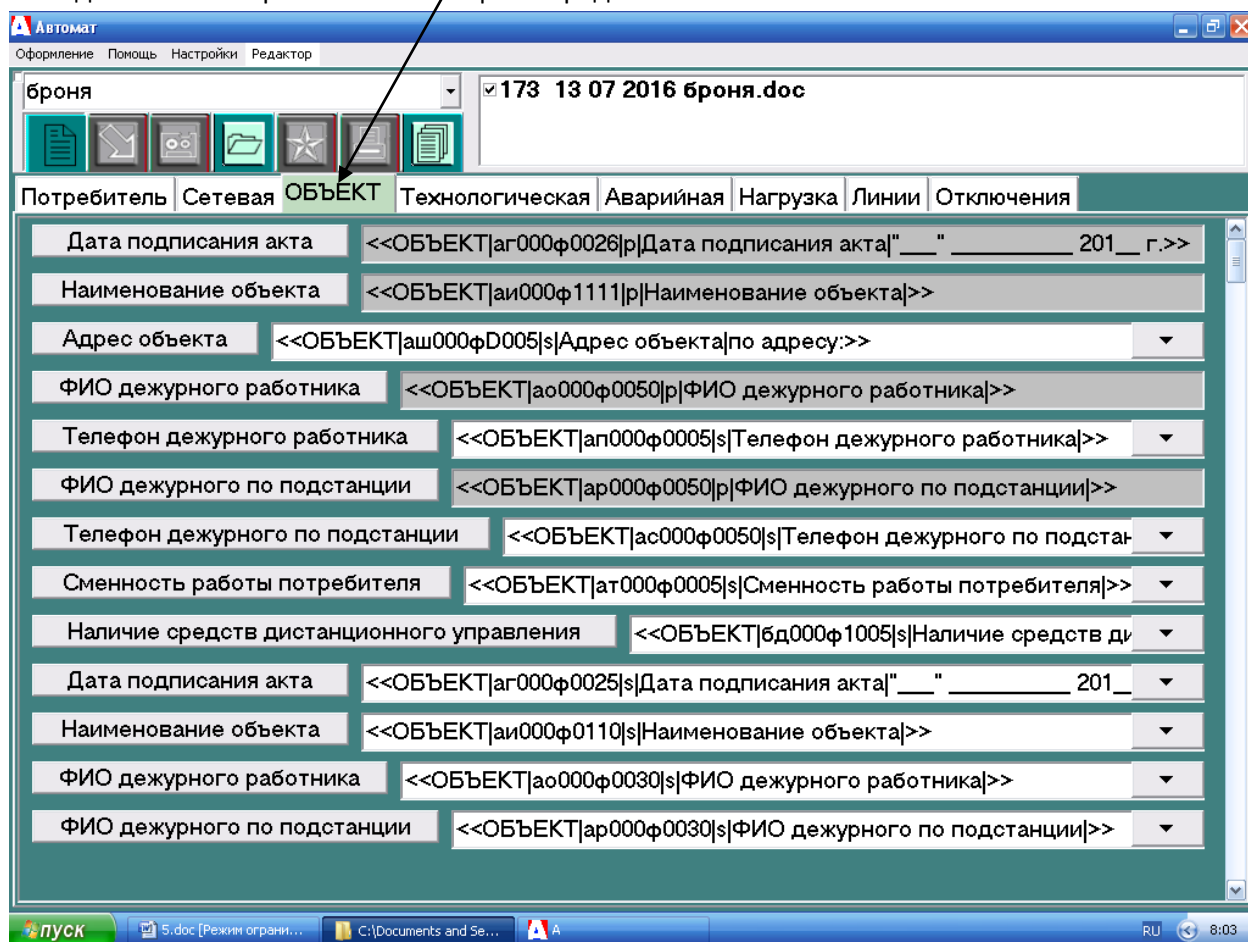 Автомат
Оформление Помощь Настройки Редактор
броня
173 13 07 2016 броня.doc
Потребитель Сетевая ОБЪЕКТ Технологическая Аварийная Нагрузка Линии Отключения
Дата подписания акта <<ОБЪЕКТ|аг000ф0026|p|Дата подписания акта|"___" __________ 201__ г.>>
Наименование объекта <<ОБЪЕКТ|аи000ф1111|p|Наименование объекта|>>
Адрес объекта <<ОБЪЕКТ|аш000фD005|s|Адрес объекта|по адресу:>>
ФИО дежурного работника <<ОБЪЕКТ|ао000ф0050|p|ФИО дежурного работника|>>
Телефон дежурного работника <<ОБЪЕКТ|ап000ф0005|s|Телефон дежурного работника|>>
ФИО дежурного по подстанции <<ОБЪЕКТ|ар000ф0050|p|ФИО дежурного по подстанции|>>
Телефон дежурного по подстанции <<ОБЪЕКТ|ас000ф0050|s|Телефон дежурного по подстан
Сменность работы потребителя <<ОБЪЕКТ|ат000ф0005|s|Сменность работы потребителя|>>
Наличие средств дистанционного управления <<ОБЪЕКТ|бд000ф1005|s|Наличие средств ди
Дата подписания акта <<ОБЪЕКТ|аг000ф0025|s|Дата подписания акта|"___" __________ 201__
Наименование объекта <<ОБЪЕКТ|аи000ф0110|s|Наименование объекта|>>
ФИО дежурного работника <<ОБЪЕКТ|ао000ф0030|s|ФИО дежурного работника|>>
ФИО дежурного по подстанции <<ОБЪЕКТ|ар000ф0030|s|ФИО дежурного по подстанции|>>
пуск 5.doc [Режим ограни... C:\Documents and Se... A RU 8:03